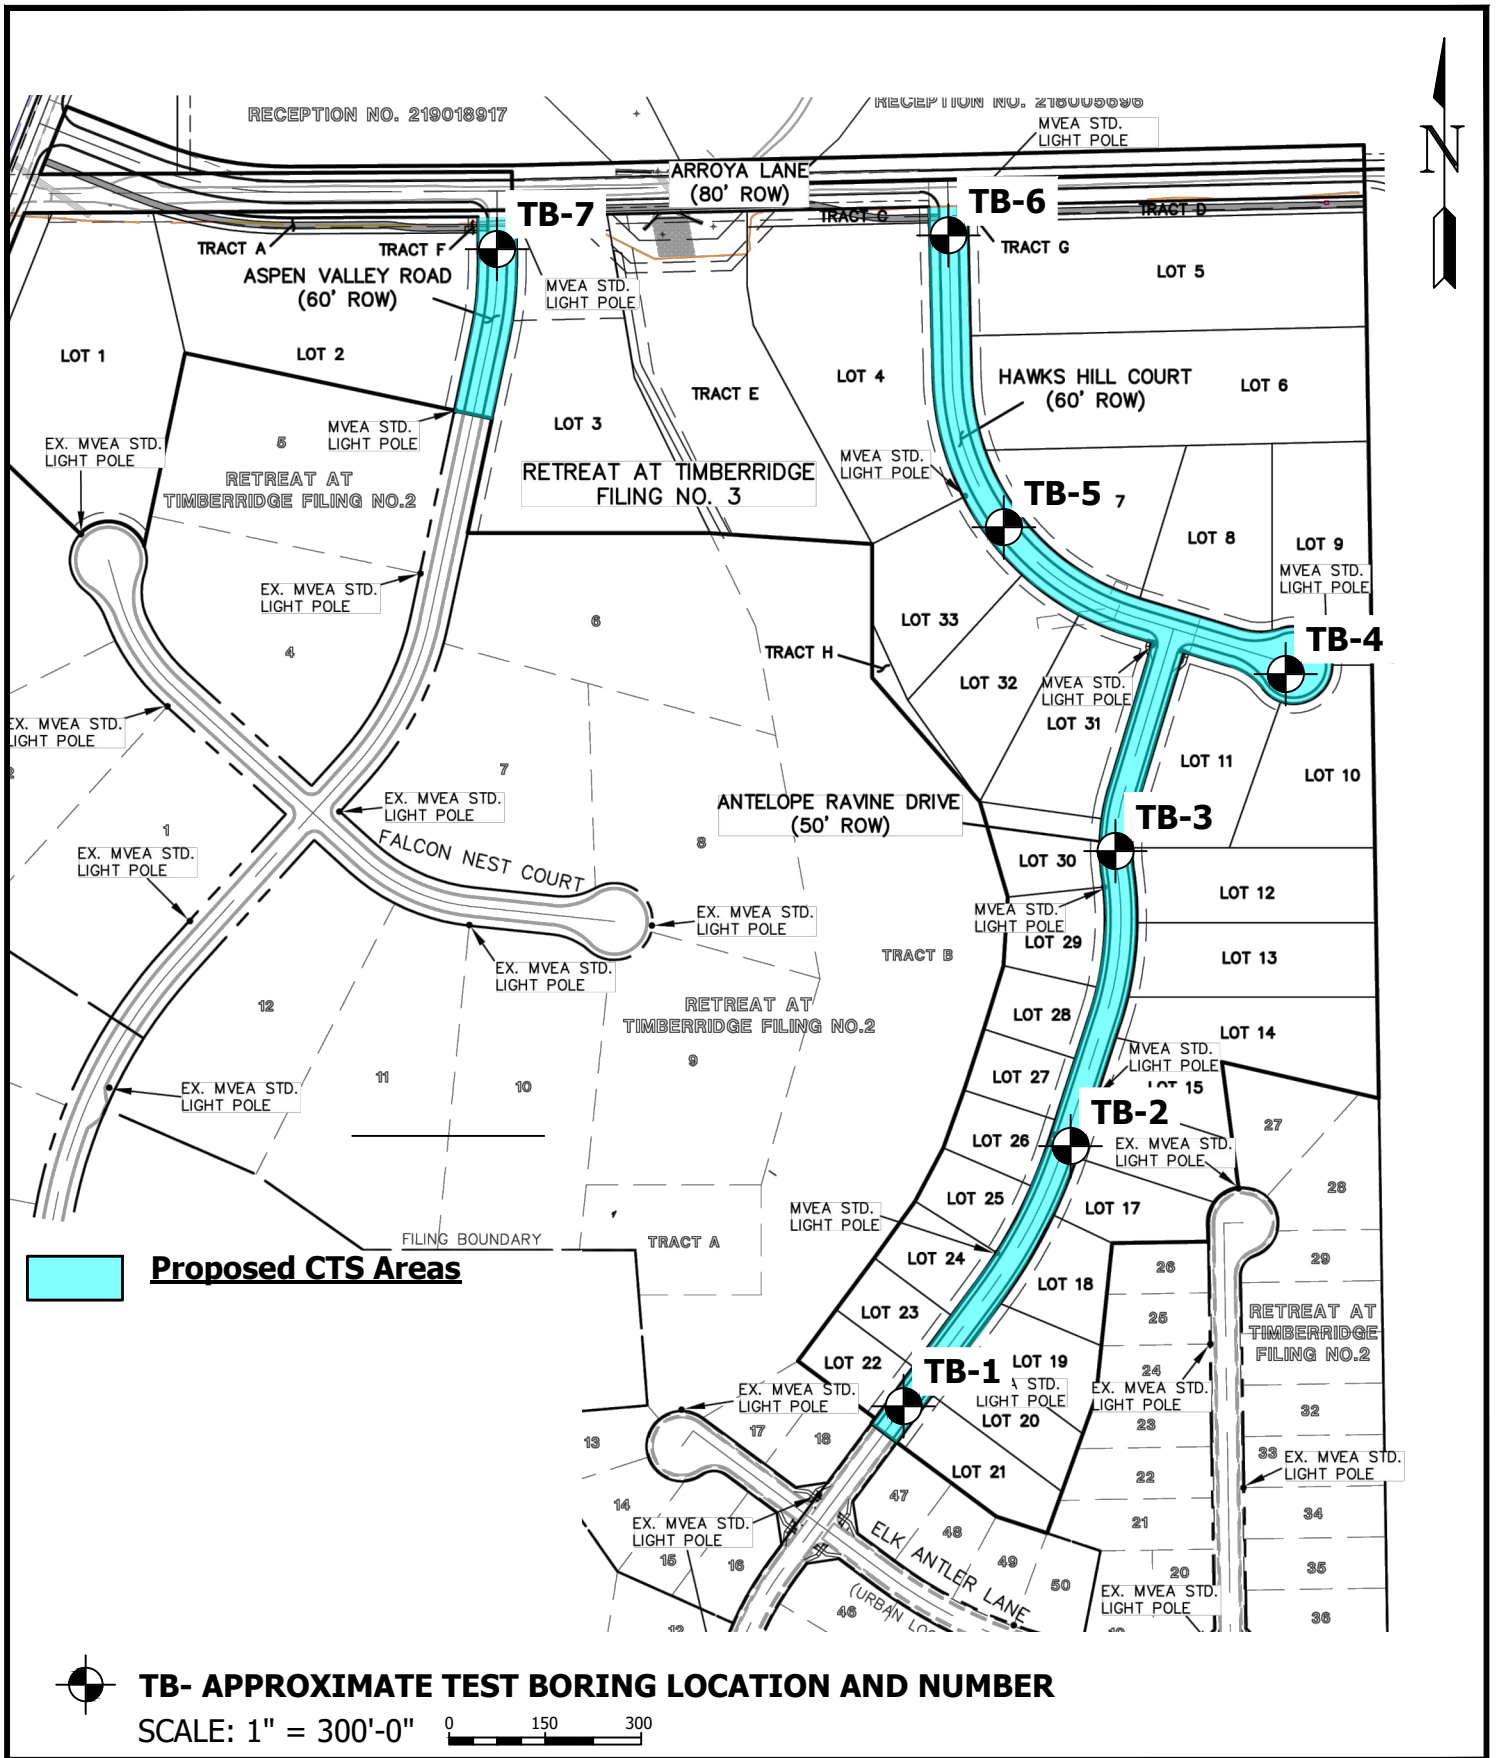 RECEPTION NO. 219018917
RECEPTION NO. 218005696
MVEA STD.
LIGHT POLE
N
ARROYA LANE
(80' ROW)
TB-7
TB-6
TRACT C
TRACT D
TRACT A
TRACT F
TRACT G
ASPEN VALLEY ROAD
(60' ROW)
MVEA STD.
LIGHT POLE
LOT 5
LOT 1
LOT 2
TRACT E
LOT 4
HAWKS HILL COURT
(60' ROW)
LOT 6
LOT 3
MVEA STD.
LIGHT POLE
EX. MVEA STD.
LIGHT POLE
5
RETREAT AT
TIMBERRIDGE FILING NO.2
RETREAT AT TIMBERRIDGE
FILING NO. 3
MVEA STD.
LIGHT POLE
TB-5
7
LOT 8
LOT 9
MVEA STD.
LIGHT POLE
EX. MVEA STD.
LIGHT POLE
6
LOT 33
TB-4
4
TRACT H
LOT 32
MVEA STD.
LIGHT POLE
LOT 31
EX. MVEA STD.
LIGHT POLE
2
7
LOT 11
LOT 10
EX. MVEA STD.
LIGHT POLE
ANTELOPE RAVINE DRIVE
(50' ROW)
TB-3
1
FALCON NEST COURT
8
EX. MVEA STD.
LIGHT POLE
LOT 30
LOT 12
MVEA STD.
LIGHT POLE
EX. MVEA STD.
LIGHT POLE
LOT 29
TRACT B
LOT 13
EX. MVEA STD.
LIGHT POLE
12
RETREAT AT
TIMBERRIDGE FILING NO.2
LOT 28
LOT 14
9
MVEA STD.
LIGHT POLE
11
10
LOT 27
LOT 15
EX. MVEA STD.
LIGHT POLE
TB-2
27
LOT 26
EX. MVEA STD.
LIGHT POLE
28
LOT 25
LOT 17
MVEA STD.
LIGHT POLE
FILING BOUNDARY
TRACT A
LOT 24
26
29
Proposed CTS Areas
LOT 18
LOT 23
25
RETREAT AT
TIMBERRIDGE
FILING NO.2
LOT 22
TB-1
LOT 19
24
A STD.
LIGHT POLE
EX. MVEA STD.
LIGHT POLE
EX. MVEA STD.
LIGHT POLE
LOT 20
32
13
17
18
23
33
EX. MVEA STD.
LIGHT POLE
LOT 21
22
14
47
EX. MVEA STD.
LIGHT POLE
ELK ANTLER LANE
48
21
34
15
16
49
50
20
35
EX. MVEA STD.
LIGHT POLE
46
(URBAN LOC
36
12
19
TB- APPROXIMATE TEST BORING LOCATION AND NUMBER
SCALE: 1" = 300'-0"
0 150 300